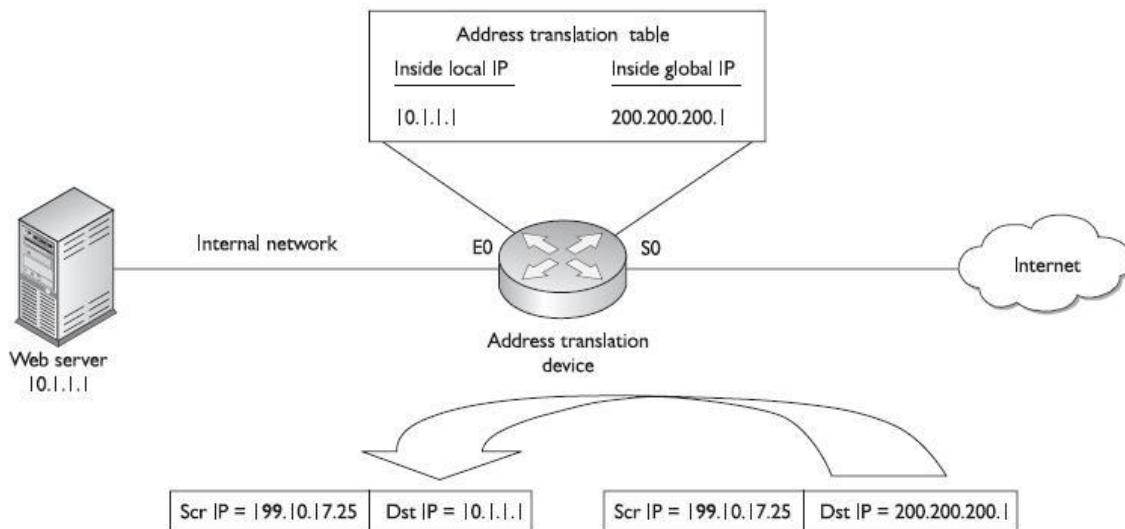 Address translation table
Inside local IP
Inside global IP
10.1.1.1
200.200.200.1
Internal network
E0
S0
Internet
Web server
10.1.1.1
Address translation
device
Scr IP = 199.10.17.25
Dst IP = 10.1.1.1
Scr IP = 199.10.17.25
Dst IP = 200.200.200.1